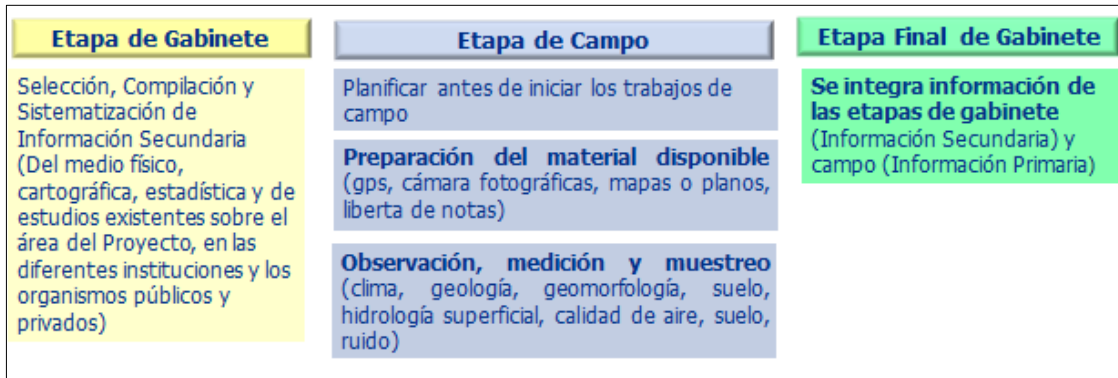 Etapa de Gabinete
Selección, Compilación y
Sistematización de
Información Secundaria
(Del medio físico,
cartográfica, estadística y de
estudios existentes sobre el
área del Proyecto, en las
diferentes instituciones y los
organismos públicos y
privados)
Etapa de Campo
Planificar antes de iniciar los trabajos de
campo
Preparación del material disponible
(gps, cámara fotográficas, mapas o planos,
liberta de notas)
Observación, medición y muestreo
(clima, geología, geomorfología, suelo,
hidrología superficial, calidad de aire, suelo,
ruido)
Etapa Final de Gabinete
Se integra información de
las etapas de gabinete
(Información Secundaria) y
campo (Información Primaria)